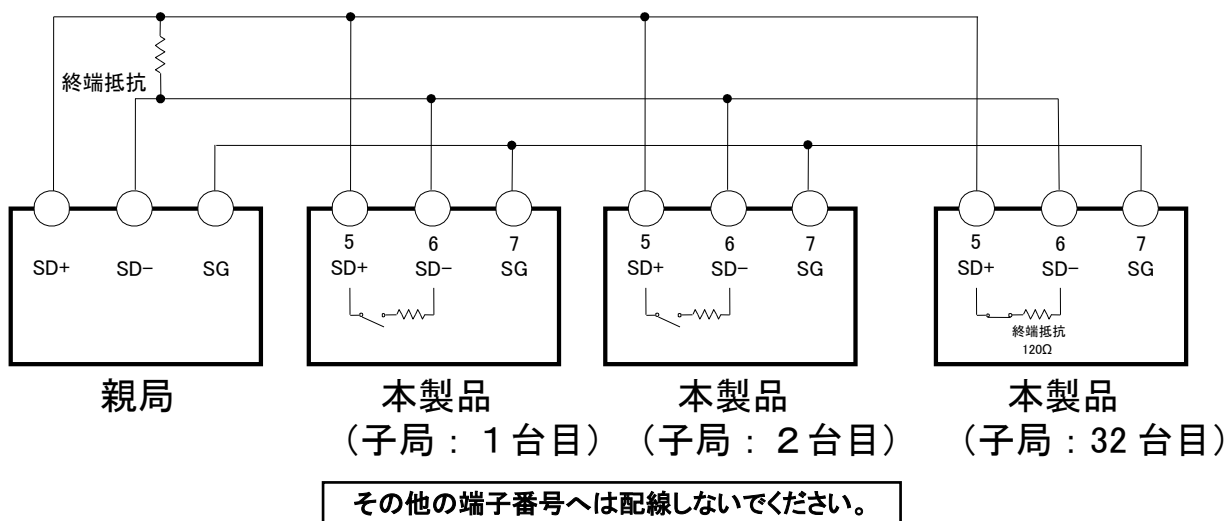 終端抵抗
SD+ SD− SG
5 6 7
SD+ SD− SG
5 6 7
SD+ SD− SG
5 6 7
SD+ SD− SG
終端抵抗
120Ω
親局
本製品
(子局：１台目)
本製品
(子局：２台目)
本製品
(子局：32台目)
その他の端子番号へは配線しないでください。